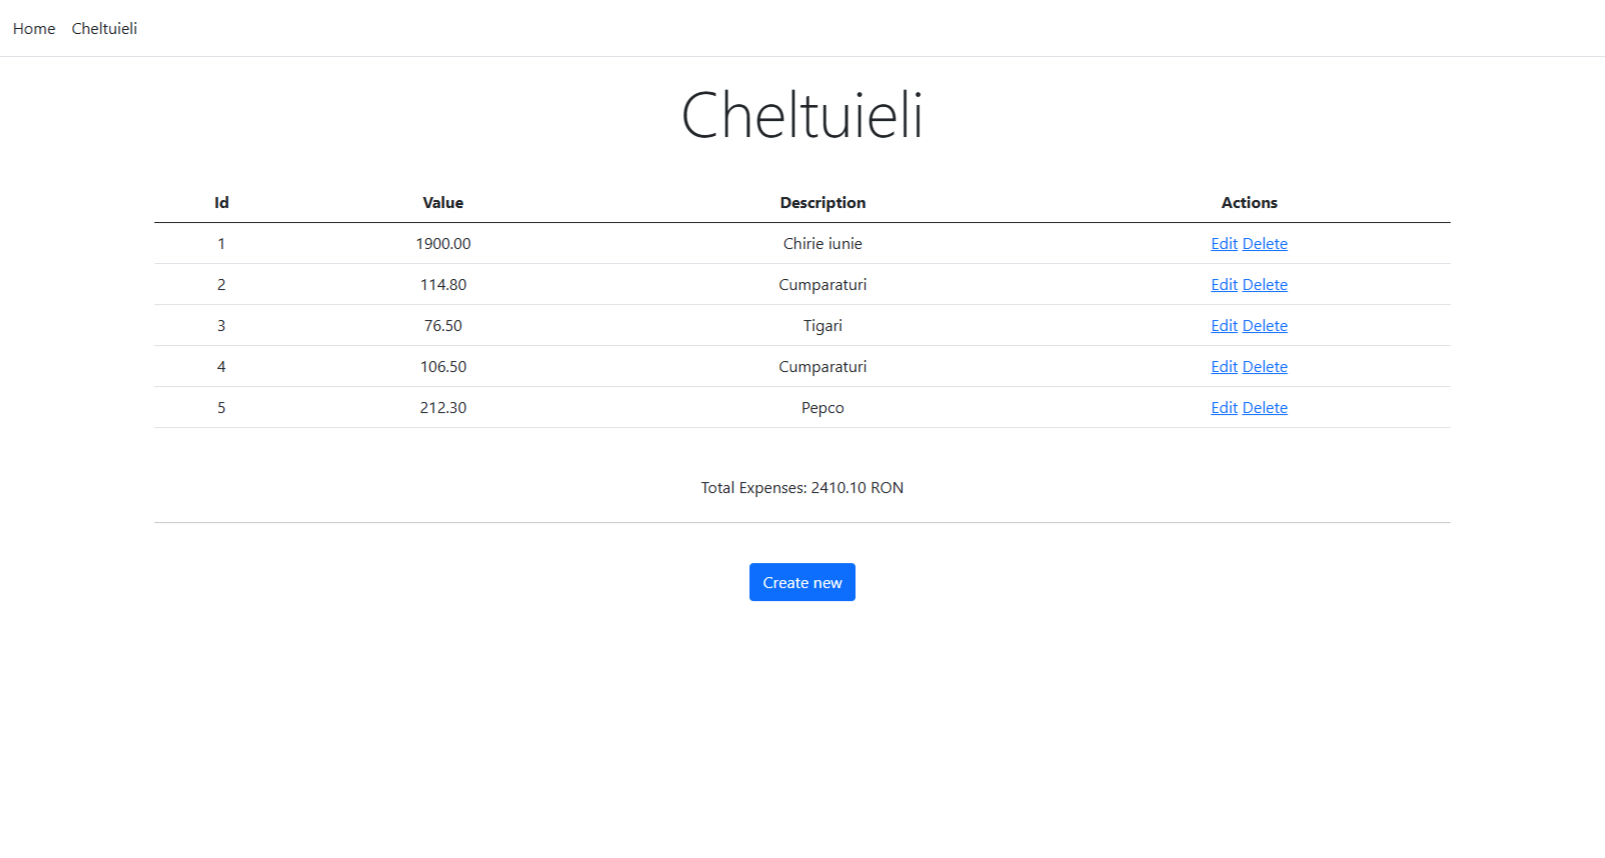 Home Cheltuieli
Cheltuieli
Id Value Description Actions
1 1900.00 Chirie iunie Edit Delete
2 114.80 Cumparaturi Edit Delete
3 76.50 Tigari Edit Delete
4 106.50 Cumparaturi Edit Delete
5 212.30 Pepco Edit Delete
Total Expenses: 2410.10 RON
Create new